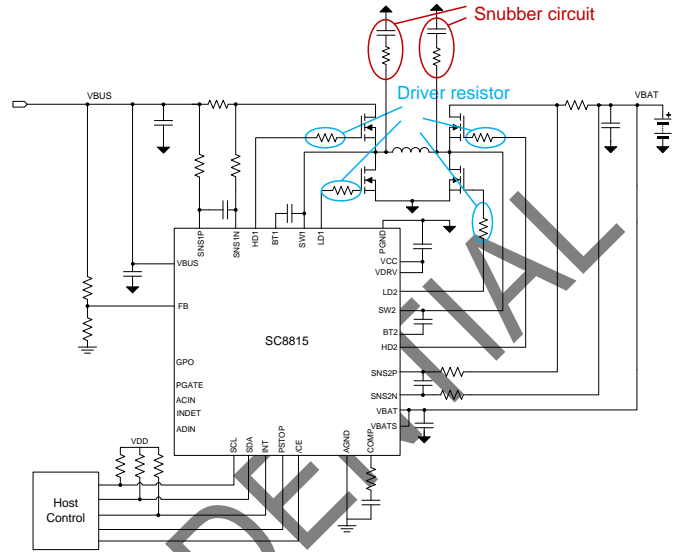 Snubber circuit
VBUS
Driver resistor
VBAT
SNS1P
SNS1N
HD1
BT1
SW1
LD1
PGND
VBUS
VCC
VDRV
LD2
FB
SW2
BT2
SC8815
HD2
GPO
SNS2P
PGATE
ACIN
SNS2N
INDET
VBAT
ADIN
VBATS
VDD
SCL
SDA
INT
PSTOP
/CE
AGND
COMP
Host
Control
DENTIAL